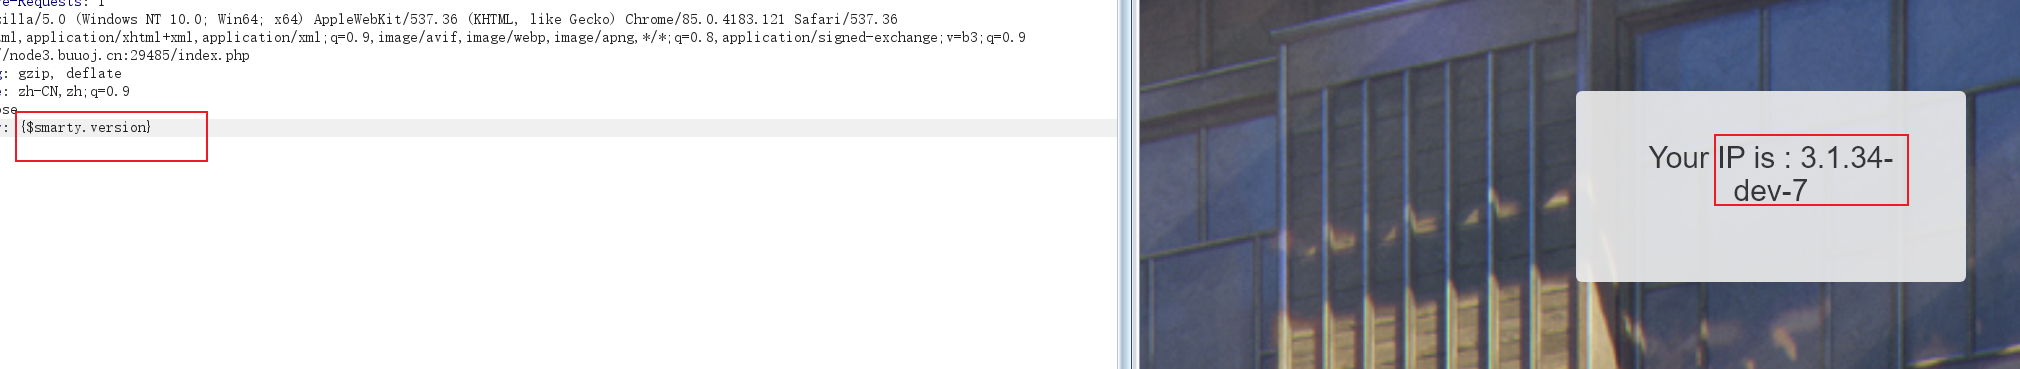 e-Requests: 1
zilla/5.0 (Windows NT 10.0; Win64; x64) AppleWebKit/537.36 (KHTML, like Gecko) Chrome/85.0.4183.121 Safari/537.36
ml,application/xhtml+xml,application/xml;q=0.9,image/avif,image/webp,image/apng,*/*;q=0.8,application/signed-exchange;v=b3;q=0.9
/node3.buuoj.cn:29485/index.php
g: gzip, deflate
e: zh-CN,zh;q=0.9
ose
: {$smarty.version}
Your IP is : 3.1.34-
dev-7